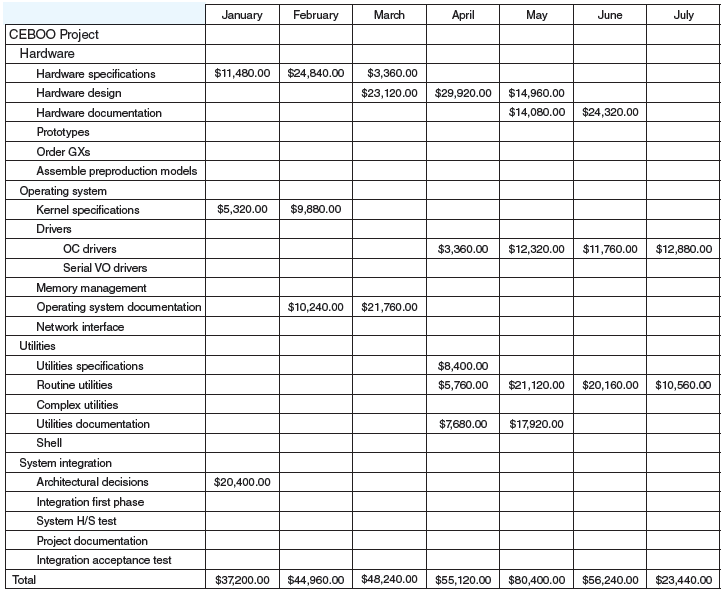 January February March April May June July
CEBOO Project
Hardware
Hardware specifications $11,480.00 $24,840.00 $3,360.00
Hardware design $23,120.00 $29,920.00 $14,960.00
Hardware documentation $14,080.00 $24,320.00
Prototypes
Order GXs
Assemble preproduction models
Operating system
Kernel specifications $5,320.00 $9,880.00
Drivers
OC drivers $3,360.00 $12,320.00 $11,760.00 $12,880.00
Serial VO drivers
Memory management
Operating system documentation $10,240.00 $21,760.00
Network interface
Utilities
Utilities specifications $8,400.00
Routine utilities $5,760.00 $21,120.00 $20,160.00 $10,560.00
Complex utilities
Utilities documentation $7,680.00 $17,920.00
Shell
System integration
Architectural decisions $20,400.00
Integration first phase
System H/S test
Project documentation
Integration acceptance test
Total $37,200.00 $44,960.00 $48,240.00 $55,120.00 $80,400.00 $56,240.00 $23,440.00